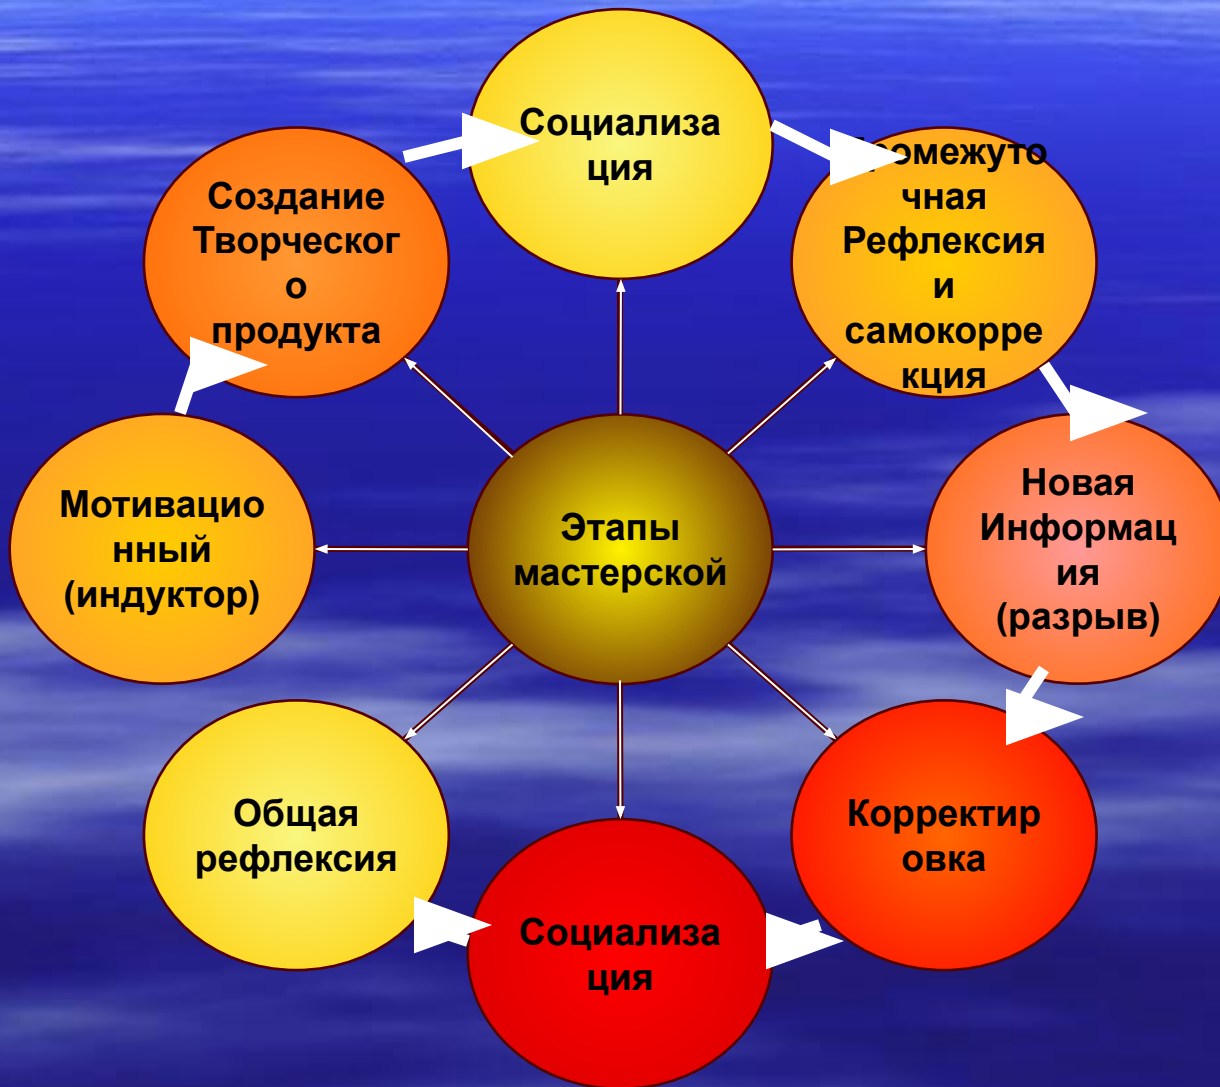 Социализа
ция
Промежуто
чная
Рефлексия
и
самокорре
кция
Создание
Творческог
о
продукта
Новая
Информац
ия
(разрыв)
Мотивацио
нный
(индуктор)
Этапы
мастерской
Корректир
овка
Общая
рефлексия
Социализа
ция